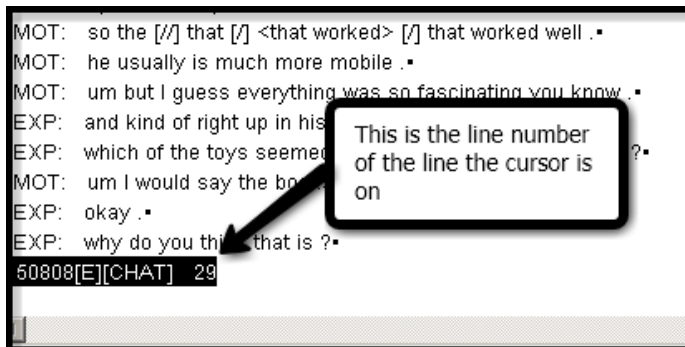 MOT: so the [//] that [/] <that worked> [/] that worked well .▪
MOT: he usually is much more mobile .▪
MOT: um but I guess everything was so fascinating you know .▪
EXP: and kind of right up in his
EXP: which of the toys seemed ?▪
MOT: um I would say the
EXP: okay .▪
EXP: why do you that is ?▪
50808[E][CHAT] 29
This is the line number
of the line the cursor is
on